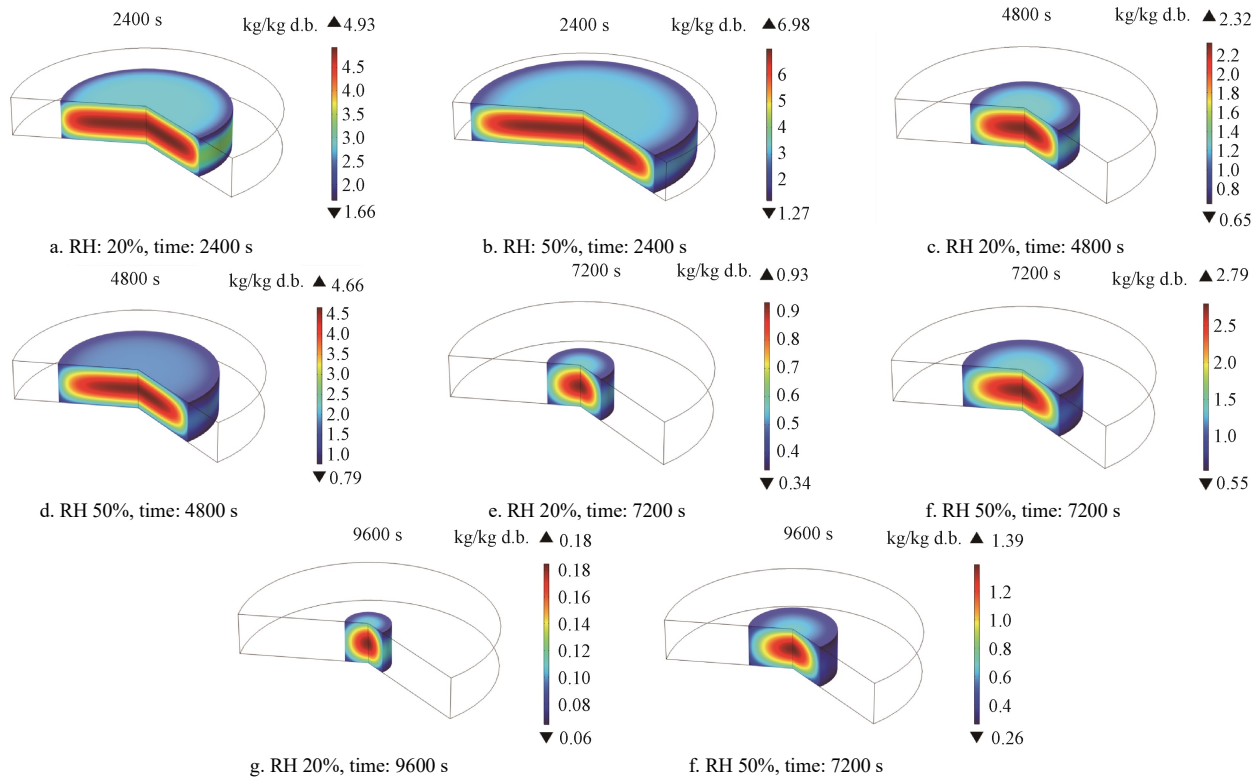 2400 s
kg/kg d.b. ▲ 4.93
4.5
4.0
3.5
3.0
2.5
2.0
▼ 1.66
a. RH: 20%, time: 2400 s
2400 s
kg/kg d.b. ▲ 6.98
6
5
4
3
2
▼ 1.27
b. RH: 50%, time: 2400 s
4800 s
kg/kg d.b. ▲ 2.32
2.2
2.0
1.8
1.6
1.4
1.2
1.0
0.8
▼ 0.65
c. RH 20%, time: 4800 s
4800 s
kg/kg d.b. ▲ 4.66
4.5
4.0
3.5
3.0
2.5
2.0
1.5
1.0
▼ 0.79
d. RH 50%, time: 4800 s
7200 s
kg/kg d.b. ▲ 0.93
0.9
0.8
0.7
0.6
0.5
0.4
▼ 0.34
e. RH 20%, time: 7200 s
7200 s
kg/kg d.b. ▲ 2.79
2.5
2.0
1.5
1.0
▼ 0.55
f. RH 50%, time: 7200 s
9600 s
kg/kg d.b. ▲ 0.18
0.18
0.16
0.14
0.12
0.10
0.08
▼ 0.06
g. RH 20%, time: 9600 s
9600 s
kg/kg d.b. ▲ 1.39
1.2
1.0
0.8
0.6
0.4
▼ 0.26
f. RH 50%, time: 7200 s